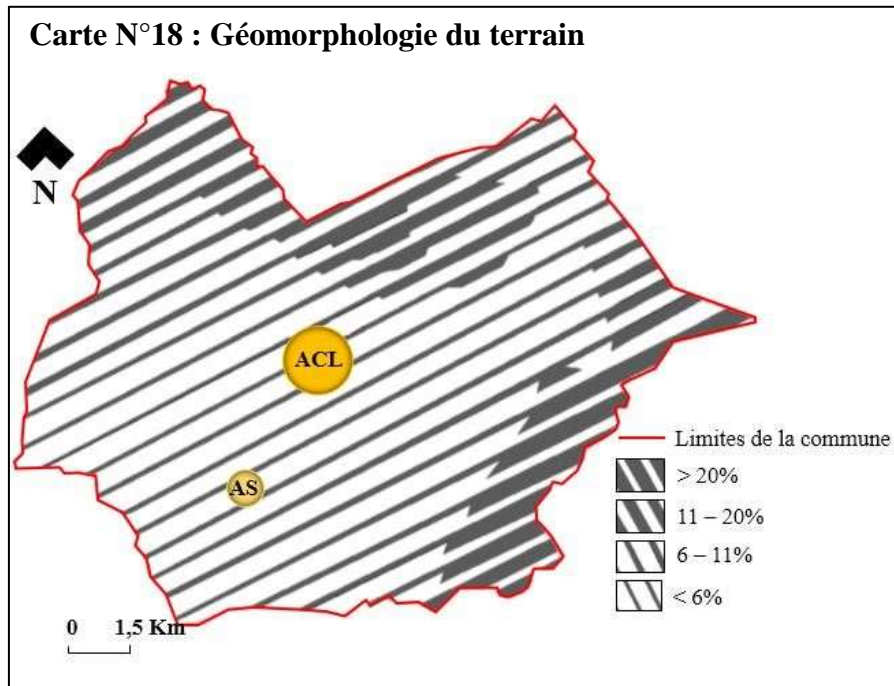 Carte N°18 : Géomorphologie du terrain
N
ACL
AS
Limites de la commune
> 20%
11 – 20%
6 – 11%
< 6%
0 1,5 Km